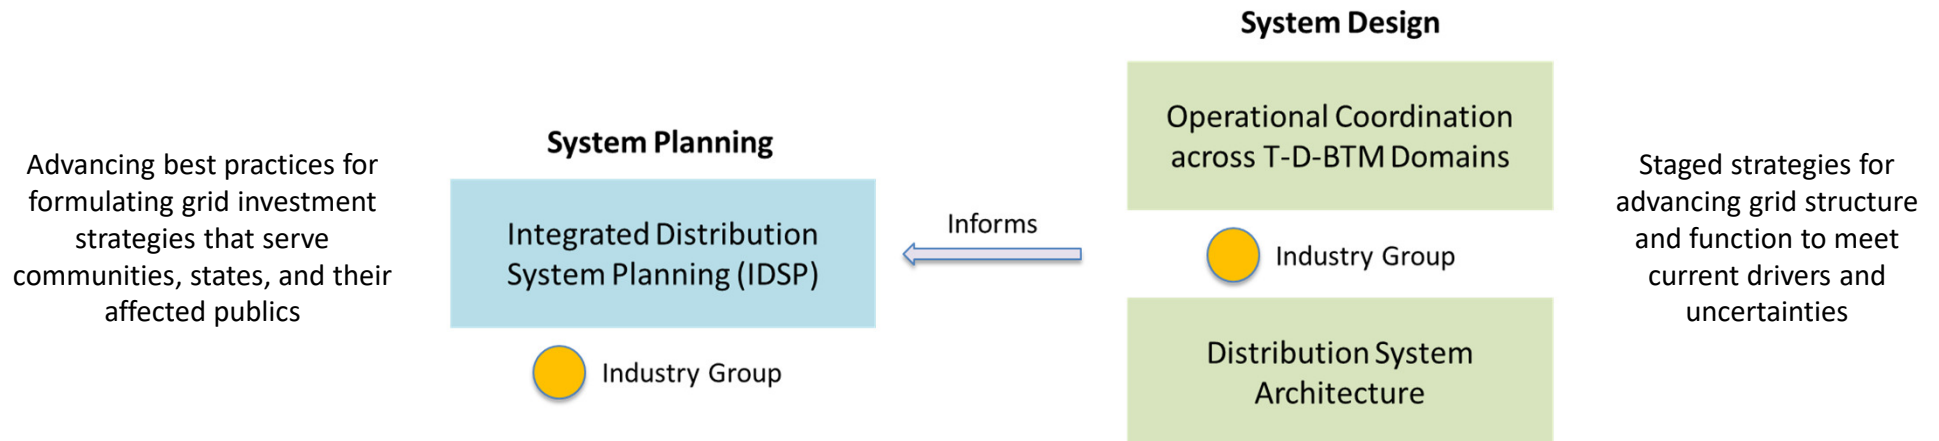 Advancing best practices for
formulating grid investment
strategies that serve
communities, states, and their
affected publics
System Planning
Integrated Distribution
System Planning (IDSP)
Industry Group
Informs
System Design
Operational Coordination
across T-D-BTM Domains
Industry Group
Distribution System
Architecture
Staged strategies for
advancing grid structure
and function to meet
current drivers and
uncertainties